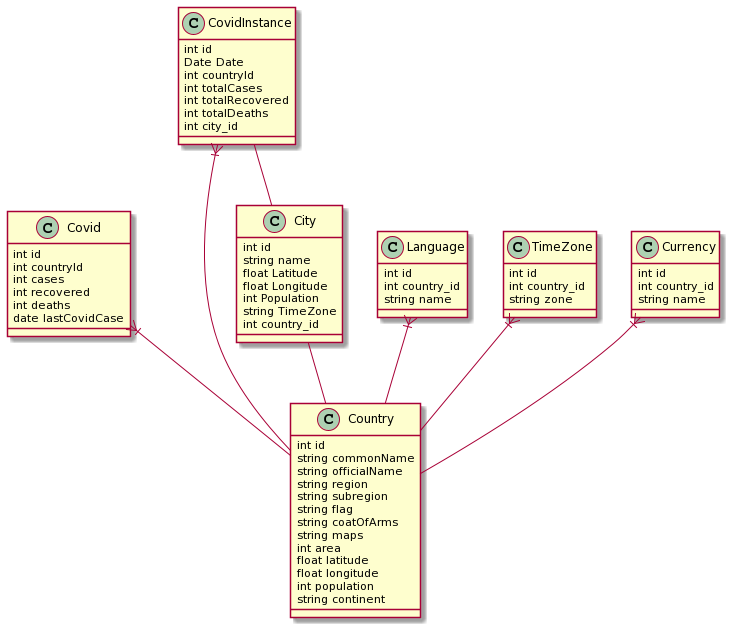 C CovidInstance
int id
Date Date
int countryId
int totalCases
int totalRecovered
int totalDeaths
int city_id
C Covid
int id
int countryId
int cases
int recovered
int deaths
date lastCovidCase
C City
int id
string name
float Latitude
float Longitude
int Population
string TimeZone
int country_id
C Language
int id
int country_id
string name
C TimeZone
int id
int country_id
string zone
C Currency
int id
int country_id
string name
C Country
int id
string commonName
string officialName
string region
string subregion
string flag
string coatOfArms
string maps
int area
float latitude
float longitude
int population
string continent